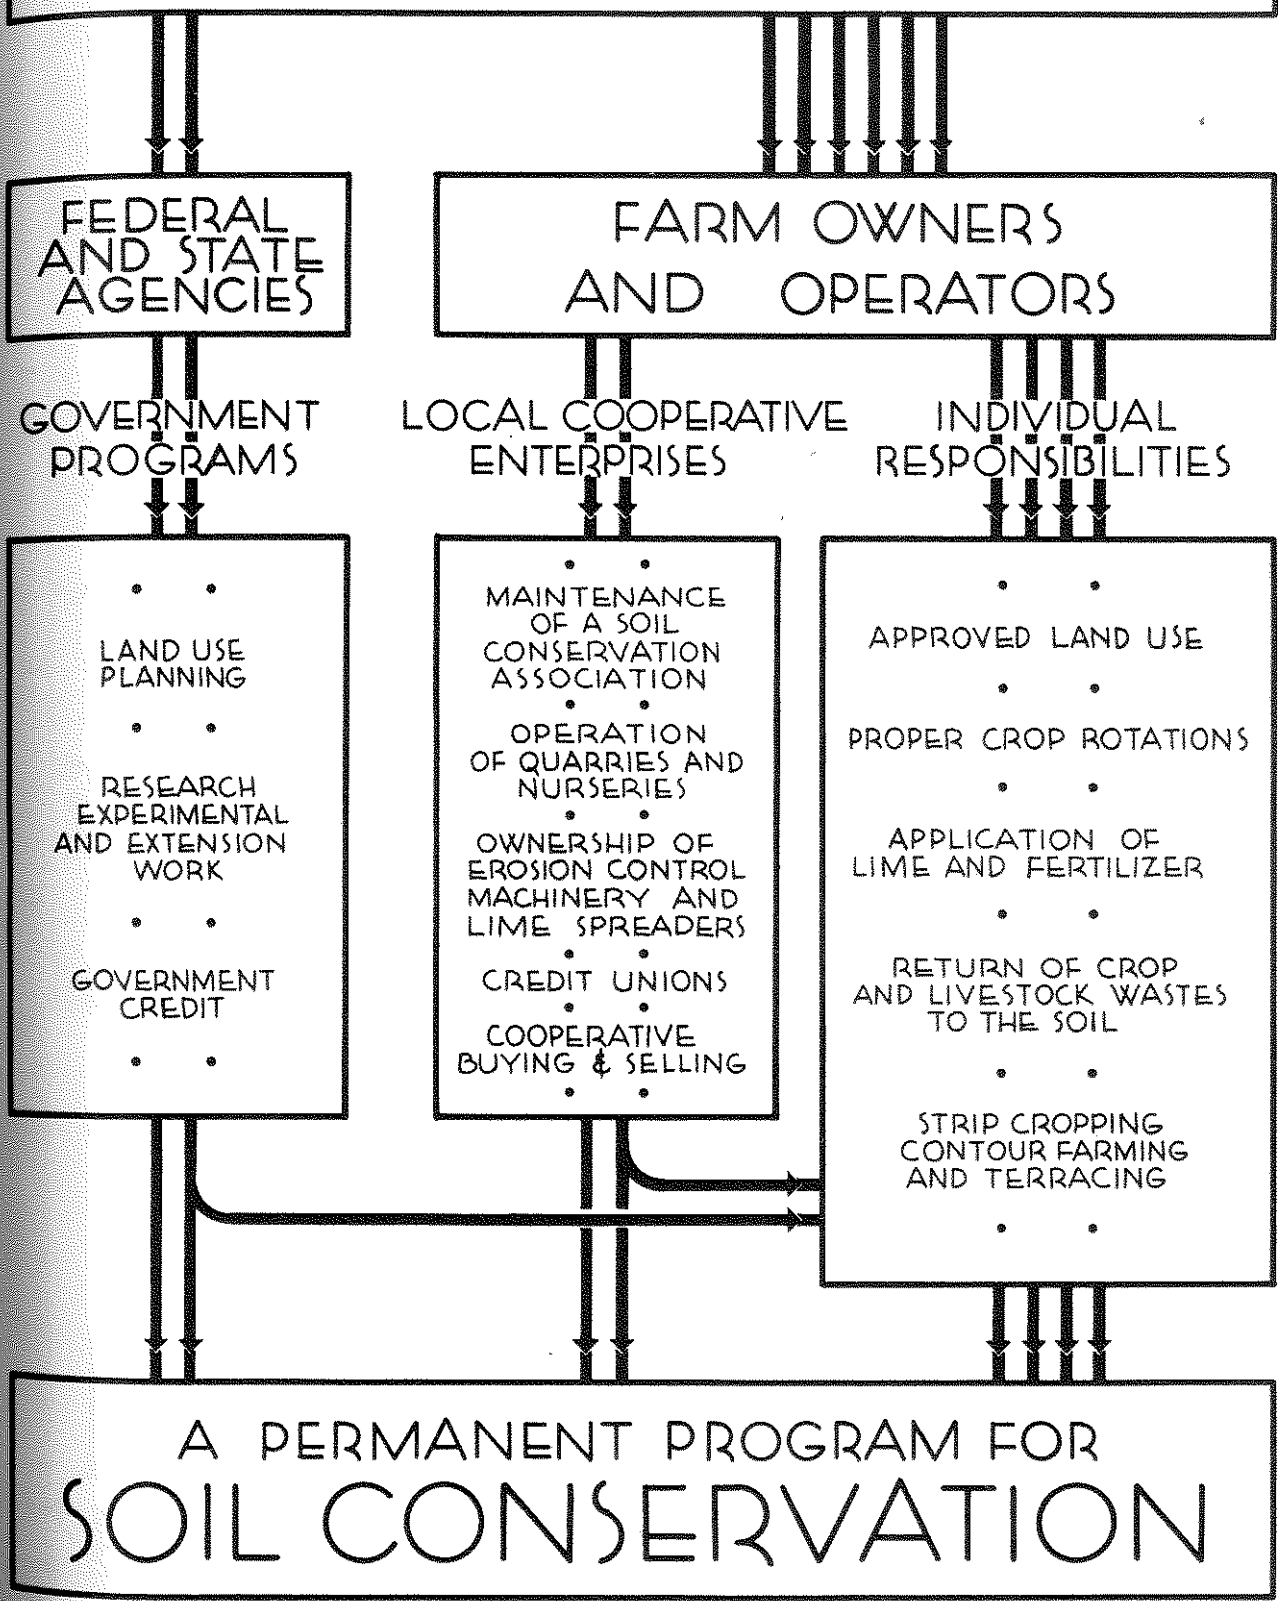 FEDERAL
AND STATE
AGENCIES
FARM OWNERS
AND OPERATORS
GOVERNMENT
PROGRAMS
LOCAL COOPERATIVE
ENTERPRISES
INDIVIDUAL
RESPONSIBILITIES
LAND USE
PLANNING
RESEARCH
EXPERIMENTAL
AND EXTENSION
WORK
GOVERNMENT
CREDIT
MAINTENANCE
OF A SOIL
CONSERVATION
ASSOCIATION
OPERATION
OF QUARRIES AND
NURSERIES
OWNERSHIP OF
EROSION CONTROL
MACHINERY AND
LIME SPREADERS
CREDIT UNIONS
COOPERATIVE
BUYING & SELLING
APPROVED LAND USE
PROPER CROP ROTATIONS
APPLICATION OF
LIME AND FERTILIZER
RETURN OF CROP
AND LIVESTOCK WASTES
TO THE SOIL
STRIP CROPPING
CONTOUR FARMING
AND TERRACING
A PERMANENT PROGRAM FOR
SOIL CONSERVATION